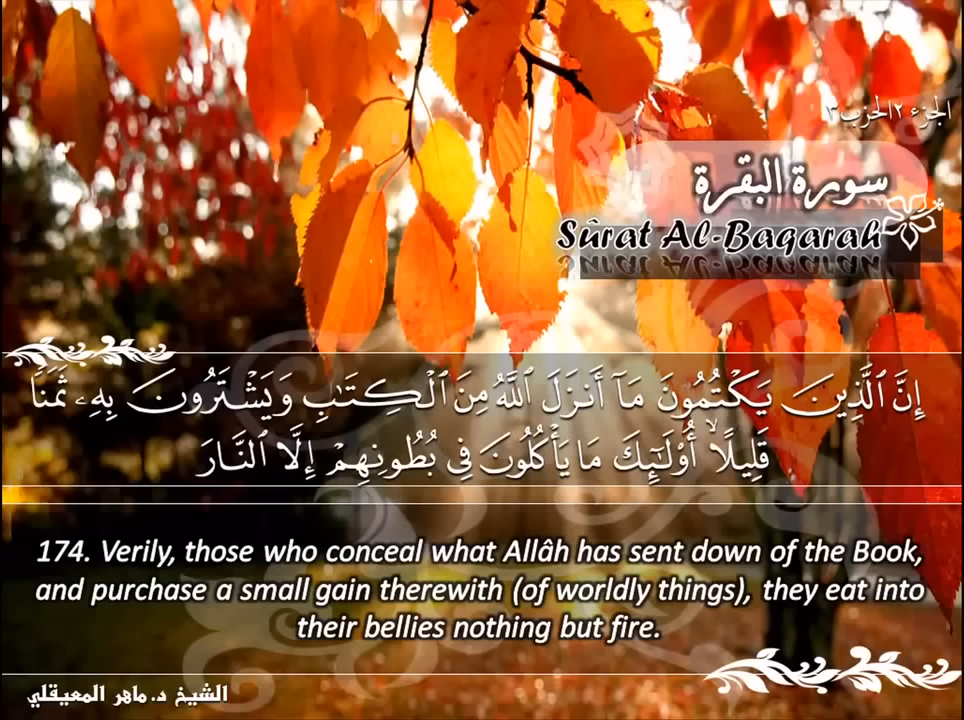 الجزء ٢ الحزب ٣
سورة البقرة
Sûrat Al-Baqarah
إِنَّ ٱلَّذِينَ يَكْتُمُونَ مَآ أَنزَلَ ٱللَّهُ مِنَ ٱلْكِتَٰبِ وَيَشْتَرُونَ بِهِۦ ثَمَنًا
قَلِيلًا ۙ أُو۟لَٰٓئِكَ مَا يَأْكُلُونَ فِى بُطُونِهِمْ إِلَّا ٱلنَّارَ
174. Verily, those who conceal what Allâh has sent down of the Book,
and purchase a small gain therewith (of worldly things), they eat into
their bellies nothing but fire.
الشيخ د. ماهر المعيقلي